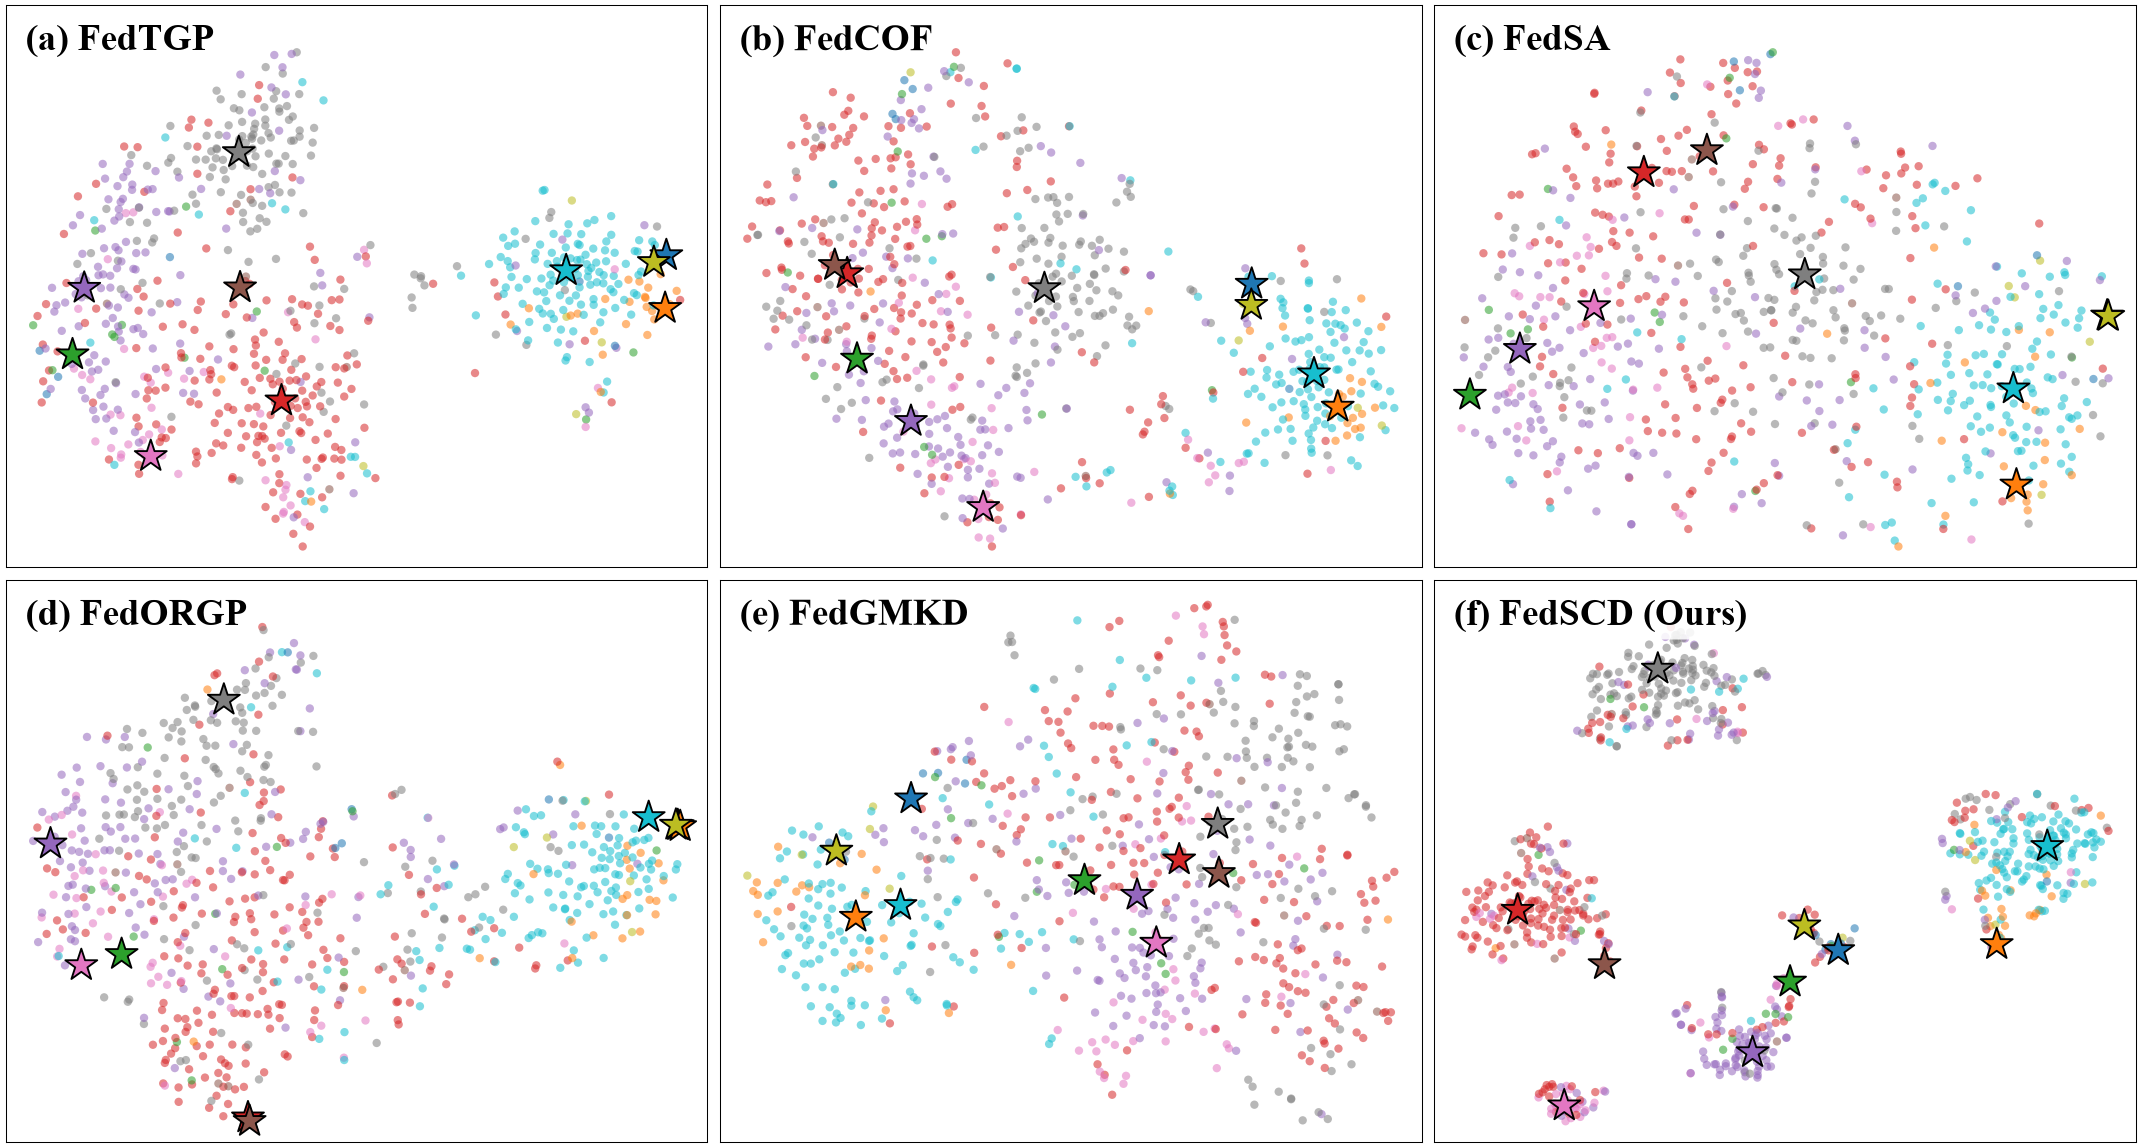 (a) FedTGP
(b) FedCOF
(c) FedSA
(d) FedORGP
(e) FedGMKD
(f) FedSCD (Ours)